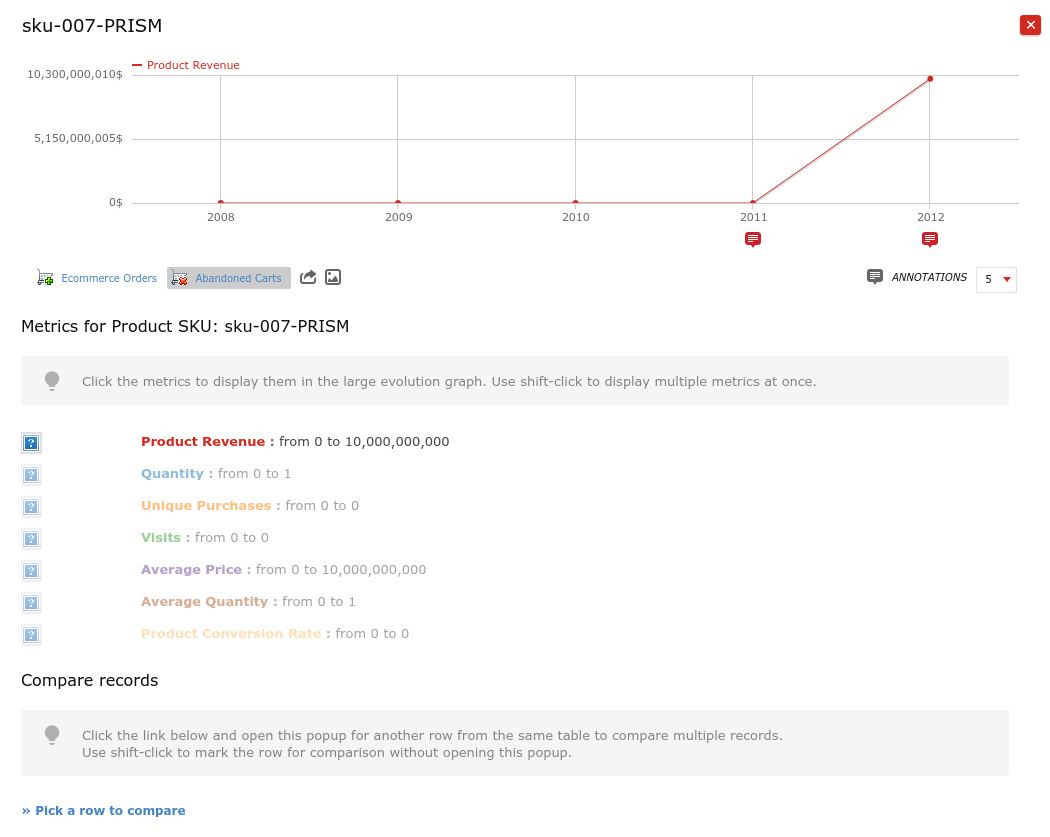 sku-007-PRISM
Product Revenue
10,300,000,010$
5,150,000,005$
0$
2008 2009 2010 2011 2012
Ecommerce Orders Abandoned Carts ANNOTATIONS 5
Metrics for Product SKU: sku-007-PRISM
Click the metrics to display them in the large evolution graph. Use shift-click to display multiple metrics at once.
? Product Revenue : from 0 to 10,000,000,000
? Quantity : from 0 to 1
? Unique Purchases : from 0 to 0
? Visits : from 0 to 0
? Average Price : from 0 to 10,000,000,000
? Average Quantity : from 0 to 1
? Product Conversion Rate : from 0 to 0
Compare records
Click the link below and open this popup for another row from the same table to compare multiple records.
Use shift-click to mark the row for comparison without opening this popup.
» Pick a row to compare